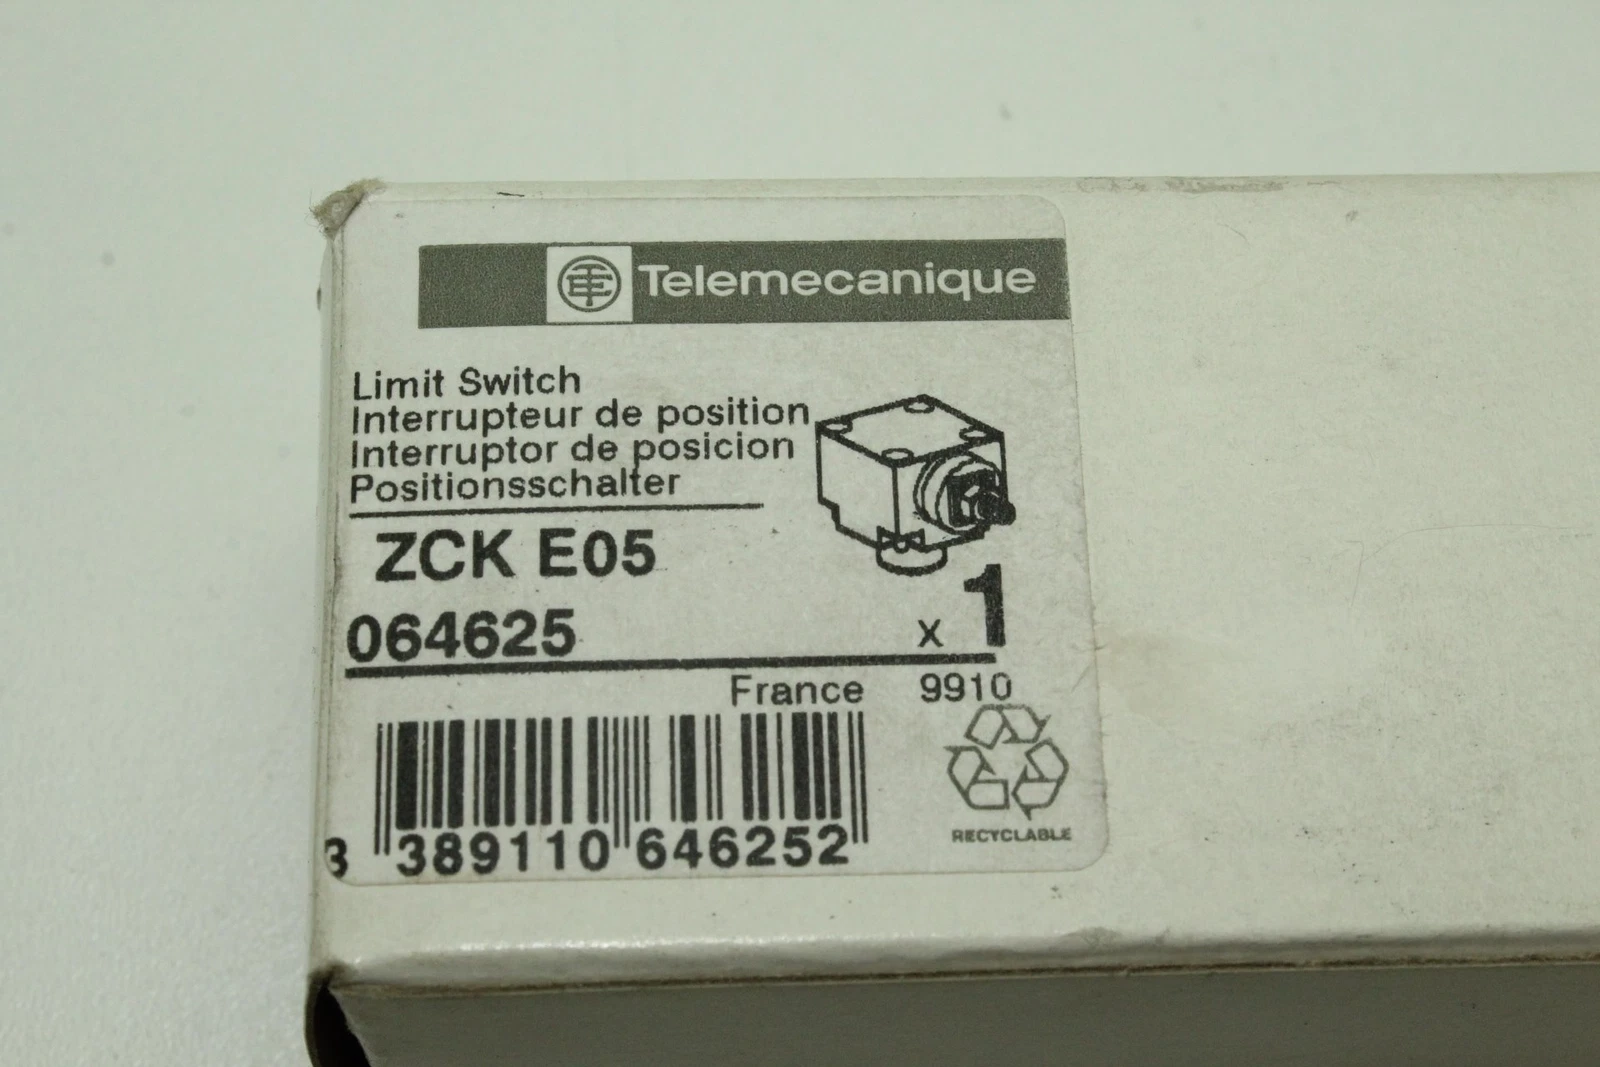 Telemecanique
Limit Switch
Interrupteur de position
Interruptor de posicion
Positionsschalter
ZCK E05
064625
x 1
France 9910
3 389110 646252
RECYCLABLE